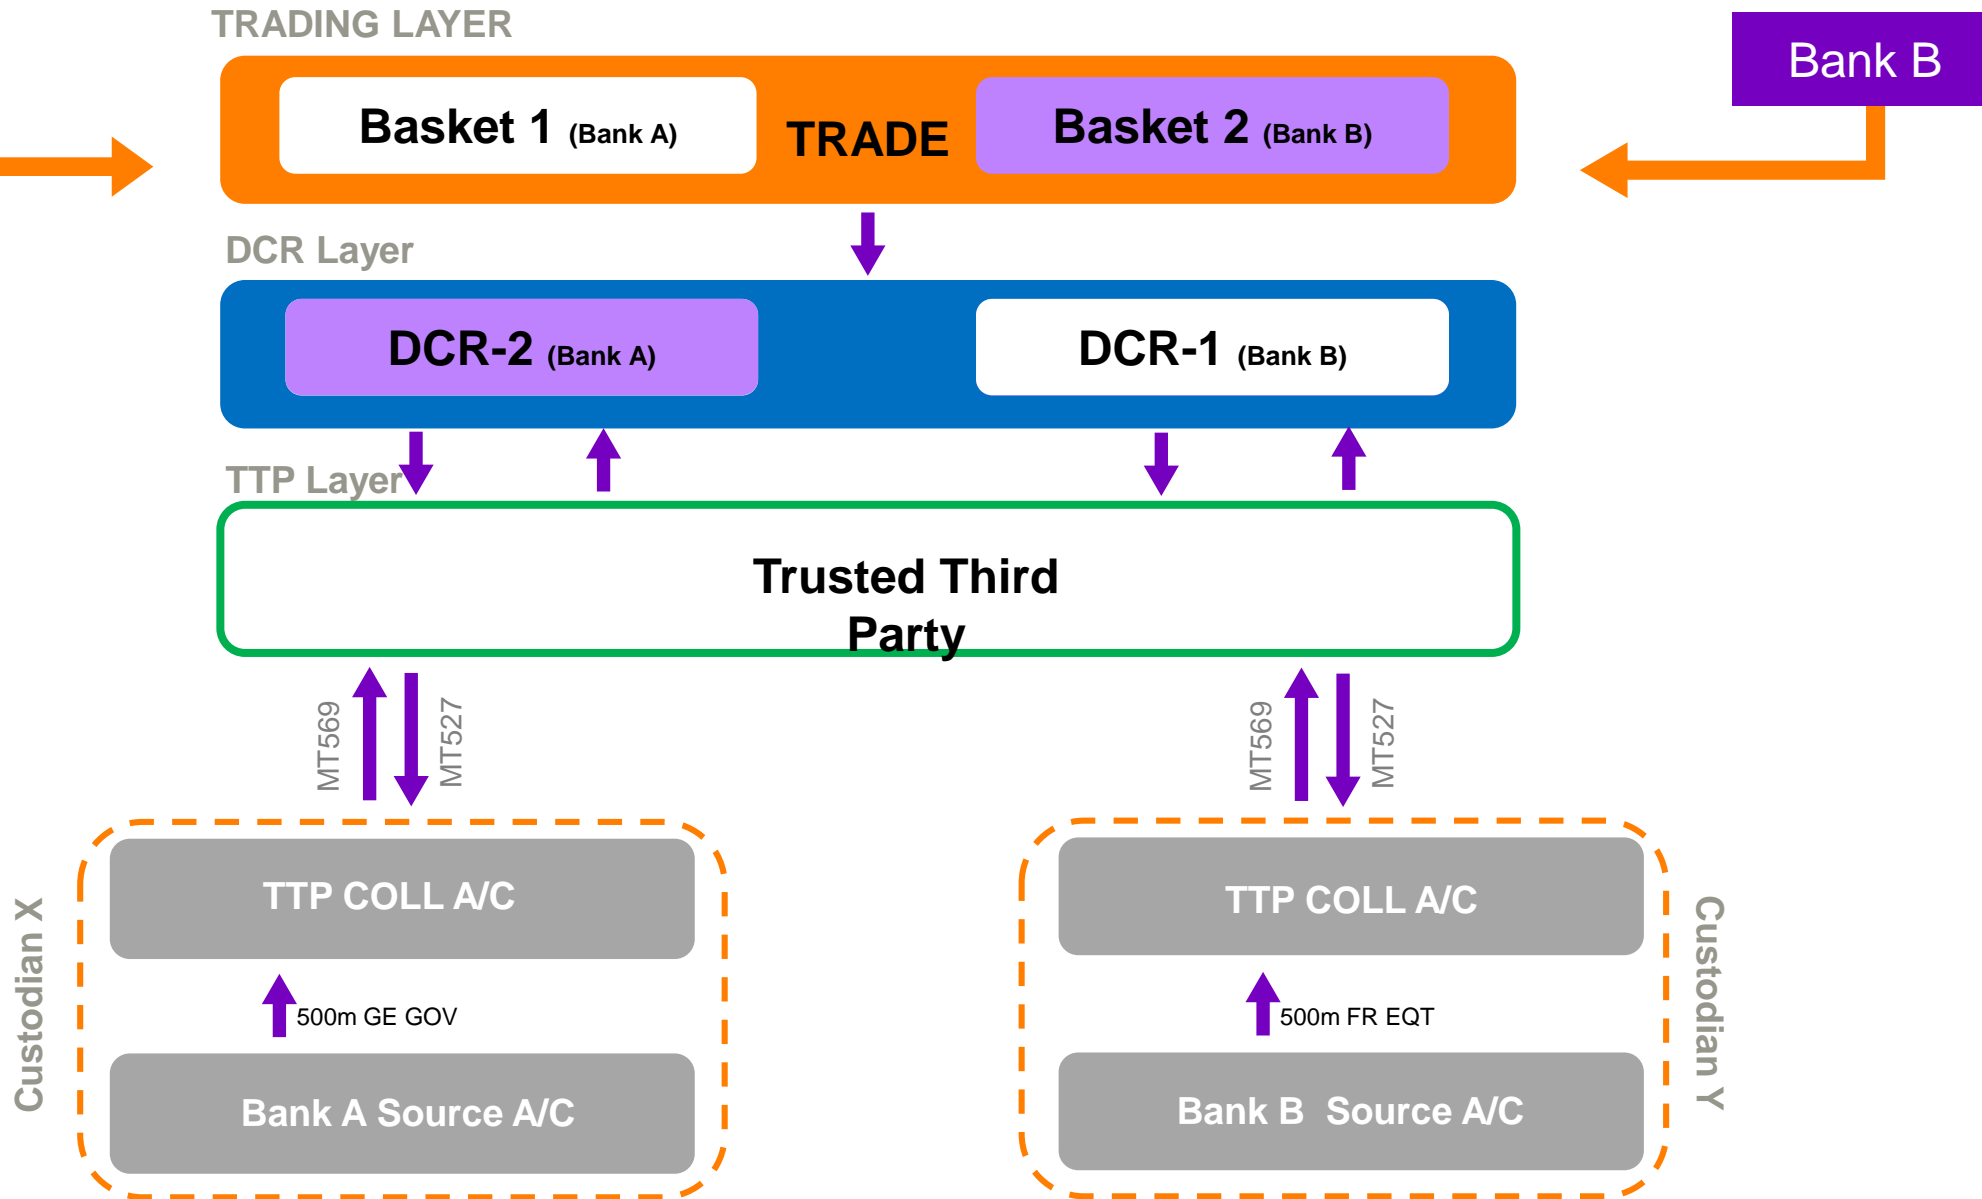 TRADING LAYER
Bank B
Basket 1 (Bank A)
TRADE
Basket 2 (Bank B)
DCR Layer
DCR-2 (Bank A)
DCR-1 (Bank B)
TTP Layer
Trusted Third
Party
MT569
MT527
MT569
MT527
Custodian X
TTP COLL A/C
500m GE GOV
Bank A Source A/C
TTP COLL A/C
500m FR EQT
Bank B Source A/C
Custodian Y